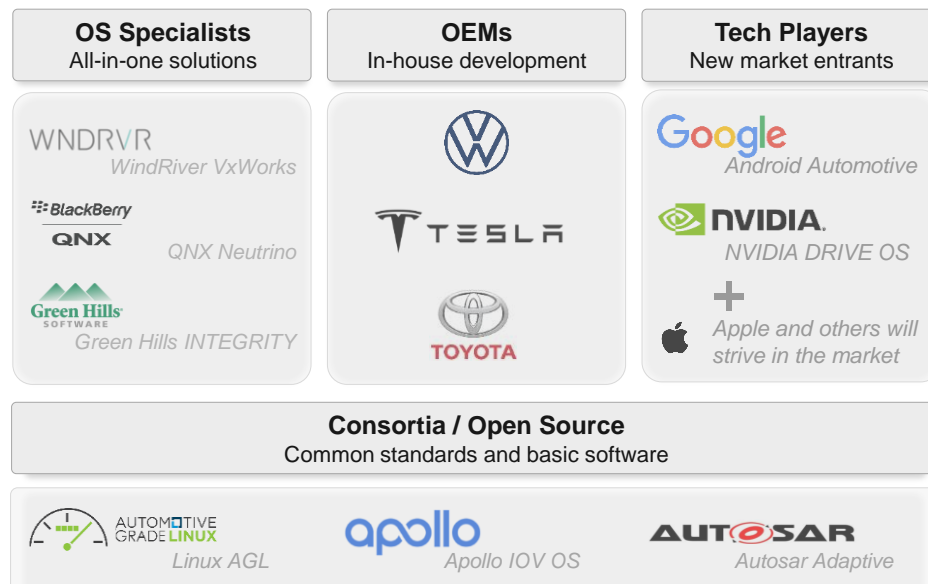 OS Specialists
All-in-one solutions
WNDRVR
WindRiver VxWorks
BlackBerry
QNX
QNX Neutrino
Green Hills
SOFTWARE
Green Hills INTEGRITY
OEMs
In-house development
VW
TESLA
TOYOTA
Tech Players
New market entrants
Google
Android Automotive
NVIDIA.
NVIDIA DRIVE OS
+
Apple and others will
strive in the market
Consortia / Open Source
Common standards and basic software
AUTOMOTIVE
GRADE LINUX
Linux AGL
apollo
Apollo IOV OS
AUTOSAR
Autosar Adaptive